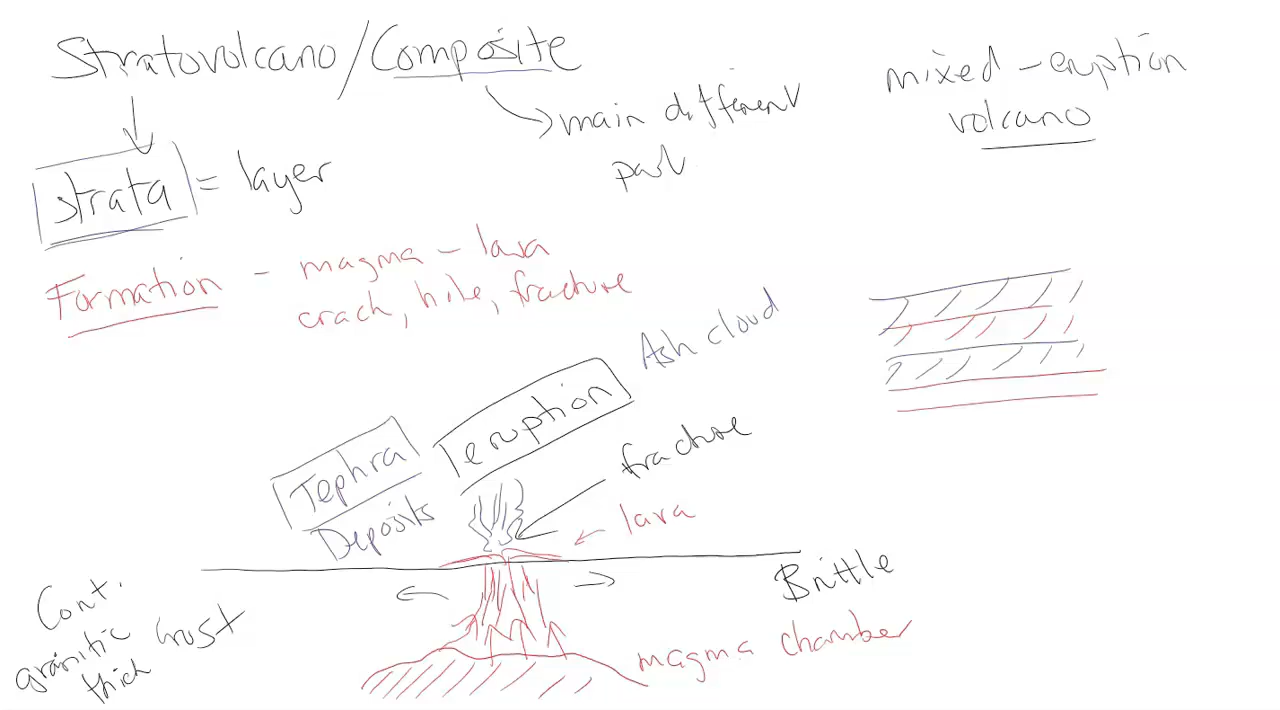 Stratovolcano/Composite
mixed-eruption
volcano
main different
part
strata = layer
Formation - magma - lava
crack, hole, fracture
Ash cloud
eruption
Tephra
Deposits
fracture
lava
Brittle
magma chamber
Cont.
granitic crust
thick